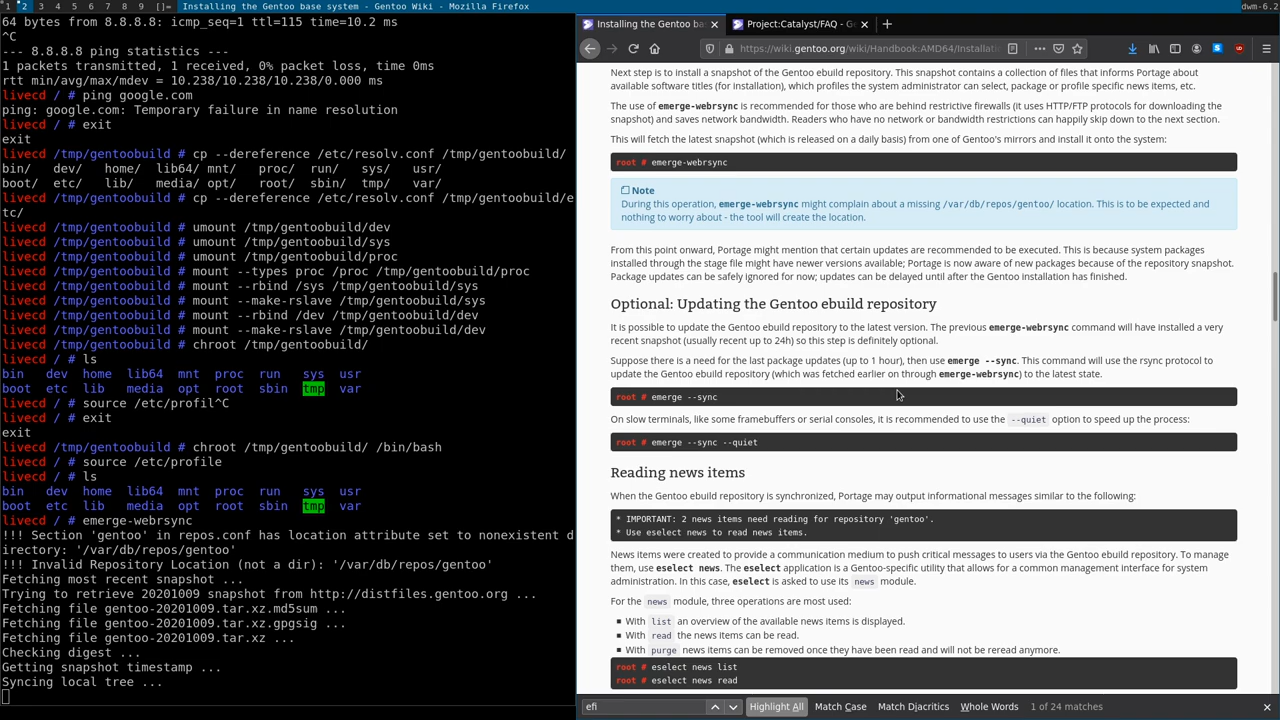 1 2 3 4 5 6 7 8 9 []= Installing the Gentoo base system - Gentoo Wiki - Mozilla Firefox dwm-6.2
64 bytes from 8.8.8.8: icmp_seq=1 ttl=115 time=10.2 ms
^C
--- 8.8.8.8 ping statistics ---
1 packets transmitted, 1 received, 0% packet loss, time 0ms
rtt min/avg/max/mdev = 10.238/10.238/10.238/0.000 ms
livecd / # ping google.com
ping: google.com: Temporary failure in name resolution
livecd / # exit
exit
livecd /tmp/gentoobuild # cp --dereference /etc/resolv.conf /tmp/gentoobuild/
bin/ dev/ home/ lib64/ mnt/ proc/ run/ sys/ usr/
boot/ etc/ lib/ media/ opt/ root/ sbin/ tmp/ var/
livecd /tmp/gentoobuild # cp --dereference /etc/resolv.conf /tmp/gentoobuild/e
tc/
livecd /tmp/gentoobuild # umount /tmp/gentoobuild/dev
livecd /tmp/gentoobuild # umount /tmp/gentoobuild/sys
livecd /tmp/gentoobuild # umount /tmp/gentoobuild/proc
livecd /tmp/gentoobuild # mount --types proc /proc /tmp/gentoobuild/proc
livecd /tmp/gentoobuild # mount --rbind /sys /tmp/gentoobuild/sys
livecd /tmp/gentoobuild # mount --make-rslave /tmp/gentoobuild/sys
livecd /tmp/gentoobuild # mount --rbind /dev /tmp/gentoobuild/dev
livecd /tmp/gentoobuild # mount --make-rslave /tmp/gentoobuild/dev
livecd /tmp/gentoobuild # chroot /tmp/gentoobuild/
livecd / # ls
bin dev home lib64 mnt proc run sys usr
boot etc lib media opt root sbin tmp var
livecd / # source /etc/profil^C
livecd / # exit
exit
livecd /tmp/gentoobuild # chroot /tmp/gentoobuild/ /bin/bash
livecd / # source /etc/profile
livecd / # ls
bin dev home lib64 mnt proc run sys usr
boot etc lib media opt root sbin tmp var
livecd / # emerge-webrsync
!!! Section 'gentoo' in repos.conf has location attribute set to nonexistent d
irectory: '/var/db/repos/gentoo'
!!! Invalid Repository Location (not a dir): '/var/db/repos/gentoo'
Fetching most recent snapshot ...
Trying to retrieve 20201009 snapshot from http://distfiles.gentoo.org ...
Fetching file gentoo-20201009.tar.xz.md5sum ...
Fetching file gentoo-20201009.tar.xz.gpgsig ...
Fetching file gentoo-20201009.tar.xz ...
Checking digest ...
Getting snapshot timestamp ...
Syncing local tree ...
Installing the Gentoo ba
Project:Catalyst/FAQ - Ge
https://wiki.gentoo.org/wiki/Handbook:AMD64/Installati
Next step is to install a snapshot of the Gentoo ebuild repository. This snapshot contains a collection of files that informs Portage about
available software titles (for installation), which profiles the system administrator can select, package or profile specific news items, etc.
The use of emerge-webrsync is recommended for those who are behind restrictive firewalls (it uses HTTP/FTP protocols for downloading the
snapshot) and saves network bandwidth. Readers who have no network or bandwidth restrictions can happily skip down to the next section.
This will fetch the latest snapshot (which is released on a daily basis) from one of Gentoo's mirrors and install it onto the system:
root # emerge-webrsync
Note
During this operation, emerge-webrsync might complain about a missing /var/db/repos/gentoo/ location. This is to be expected and
nothing to worry about - the tool will create the location.
From this point onward, Portage might mention that certain updates are recommended to be executed. This is because system packages
installed through the stage file might have newer versions available; Portage is now aware of new packages because of the repository snapshot.
Package updates can be safely ignored for now; updates can be delayed until after the Gentoo installation has finished.
Optional: Updating the Gentoo ebuild repository
It is possible to update the Gentoo ebuild repository to the latest version. The previous emerge-webrsync command will have installed a very
recent snapshot (usually recent up to 24h) so this step is definitely optional.
Suppose there is a need for the last package updates (up to 1 hour), then use emerge --sync. This command will use the rsync protocol to
update the Gentoo ebuild repository (which was fetched earlier on through emerge-webrsync) to the latest state.
root # emerge --sync
On slow terminals, like some framebuffers or serial consoles, it is recommended to use the --quiet option to speed up the process:
root # emerge --sync --quiet
Reading news items
When the Gentoo ebuild repository is synchronized, Portage may output informational messages similar to the following:
* IMPORTANT: 2 news items need reading for repository 'gentoo'.
* Use eselect news to read news items.
News items were created to provide a communication medium to push critical messages to users via the Gentoo ebuild repository. To manage
them, use eselect news. The eselect application is a Gentoo-specific utility that allows for a common management interface for system
administration. In this case, eselect is asked to use its news module.
For the news module, three operations are most used:
▪ With list an overview of the available news items is displayed.
▪ With read the news items can be read.
▪ With purge news items can be removed once they have been read and will not be reread anymore.
root # eselect news list
root # eselect news read
efi Highlight All Match Case Match Diacritics Whole Words 1 of 24 matches